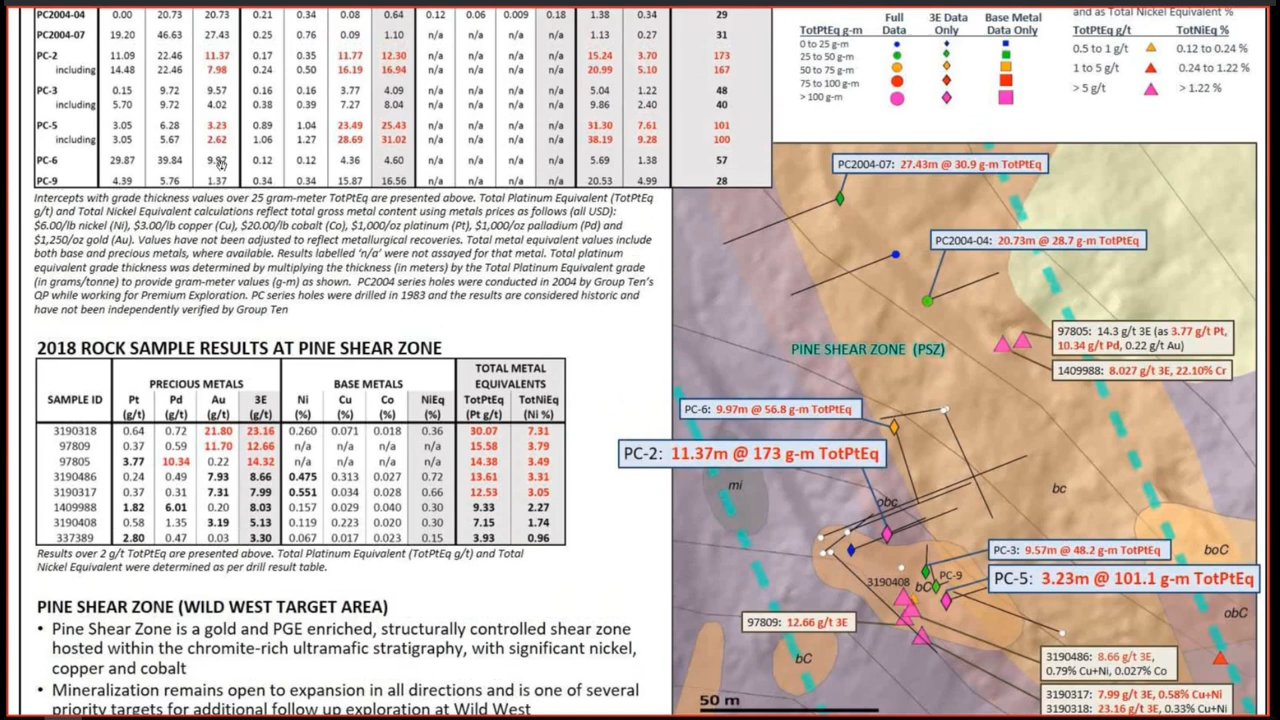 PC2004-04 0.00 20.73 20.73 0.21 0.34 0.08 0.64 0.12 0.06 0.009 0.18 1.38 0.34 29
PC2004-07 19.20 46.63 27.43 0.25 0.76 0.09 1.10 n/a n/a n/a n/a 1.13 0.27 31
PC-2 11.09 22.46 11.37 0.17 0.35 11.77 12.30 n/a n/a n/a n/a 15.24 3.70 173
including 14.48 22.46 7.98 0.24 0.50 16.19 16.94 n/a n/a n/a n/a 20.99 5.10 167
PC-3 0.15 9.72 9.57 0.16 0.16 3.77 4.09 n/a n/a n/a n/a 5.04 1.22 48
including 5.70 9.72 4.02 0.38 0.39 7.27 8.04 n/a n/a n/a n/a 9.86 2.40 40
PC-5 3.05 6.28 3.23 0.89 1.04 23.49 25.43 n/a n/a n/a n/a 31.30 7.61 101
including 3.05 5.67 2.62 1.06 1.27 28.69 31.02 n/a n/a n/a n/a 38.19 9.28 100
PC-6 29.87 39.84 9.97 0.12 0.12 4.36 4.60 n/a n/a n/a n/a 5.69 1.38 57
PC-9 4.39 5.76 1.37 0.34 0.34 15.87 16.56 n/a n/a n/a n/a 20.53 4.99 28
Intercepts with grade thickness values over 25 gram-meter TotPtEq are presented above. Total Platinum Equivalent (TotPtEq
g/t) and Total Nickel Equivalent calculations reflect total gross metal content using metals prices as follows (all USD):
$6.00/lb nickel (Ni), $3.00/lb copper (Cu), $20.00/lb cobalt (Co), $1,000/oz platinum (Pt), $1,000/oz palladium (Pd) and
$1,250/oz gold (Au). Values have not been adjusted to reflect metallurgical recoveries. Total metal equivalent values include
both base and precious metals, where available. Results labelled 'n/a' were not assayed for that metal. Total platinum
equivalent grade thickness was determined by multiplying the thickness (in meters) by the Total Platinum Equivalent grade
(in grams/tonne) to provide gram-meter values (g-m) as shown. PC2004 series holes were conducted in 2004 by Group Ten's
QP while working for Premium Exploration. PC series holes were drilled in 1983 and the results are considered historic and
have not been independently verified by Group Ten
2018 ROCK SAMPLE RESULTS AT PINE SHEAR ZONE
SAMPLE ID PRECIOUS METALS BASE METALS TOTAL METAL EQUIVALENTS
Pt (g/t) Pd (g/t) Au (g/t) 3E (g/t) Ni (%) Cu (%) Co (%) NiEq (%) TotPtEq (Pt g/t) TotNiEq (Ni %)
3190318 0.64 0.72 21.80 23.16 0.260 0.071 0.018 0.36 30.07 7.31
97809 0.37 0.59 11.70 12.66 n/a n/a n/a n/a 15.58 3.79
97805 3.77 10.34 0.22 14.32 n/a n/a n/a n/a 14.38 3.49
3190486 0.24 0.49 7.93 8.66 0.475 0.313 0.027 0.72 13.61 3.31
3190317 0.37 0.31 7.31 7.99 0.551 0.034 0.028 0.66 12.53 3.05
1409988 1.82 6.01 0.20 8.03 0.157 0.029 0.040 0.30 9.33 2.27
3190408 0.58 1.35 3.19 5.13 0.119 0.223 0.020 0.30 7.15 1.74
337389 2.80 0.47 0.03 3.30 0.067 0.017 0.023 0.15 3.93 0.96
Results over 2 g/t TotPtEq are presented above. Total Platinum Equivalent (TotPtEq g/t) and Total
Nickel Equivalent were determined as per drill result table.
PINE SHEAR ZONE (WILD WEST TARGET AREA)
• Pine Shear Zone is a gold and PGE enriched, structurally controlled shear zone
hosted within the chromite-rich ultramafic stratigraphy, with significant nickel,
copper and cobalt
• Mineralization remains open to expansion in all directions and is one of several
priority targets for additional follow up exploration at Wild West
TotPtEq g-m Full Data 3E Data Only Base Metal Data Only
0 to 25 g-m
25 to 50 g-m
50 to 75 g-m
75 to 100 g-m
> 100 g-m
and as Total Nickel Equivalent %
TotPtEq g/t TotNiEq %
0.5 to 1 g/t 0.12 to 0.24 %
1 to 5 g/t 0.24 to 1.22 %
> 5 g/t > 1.22 %
PC2004-07: 27.43m @ 30.9 g-m TotPtEq
PC2004-04: 20.73m @ 28.7 g-m TotPtEq
97805: 14.3 g/t 3E (as 3.77 g/t Pt,
10.34 g/t Pd, 0.22 g/t Au)
PINE SHEAR ZONE (PSZ)
1409988: 8.027 g/t 3E, 22.10% Cr
PC-6: 9.97m @ 56.8 g-m TotPtEq
PC-2: 11.37m @ 173 g-m TotPtEq
mi
bc
obc
boC
PC-3: 9.57m @ 48.2 g-m TotPtEq
PC-9
PC-5: 3.23m @ 101.1 g-m TotPtEq
3190408
bC
obC
97809: 12.66 g/t 3E
bC
3190486: 8.66 g/t 3E,
0.79% Cu+Ni, 0.027% Co
3190317: 7.99 g/t 3E, 0.58% Cu+Ni
3190318: 23.16 g/t 3E, 0.33% Cu+Ni
50 m